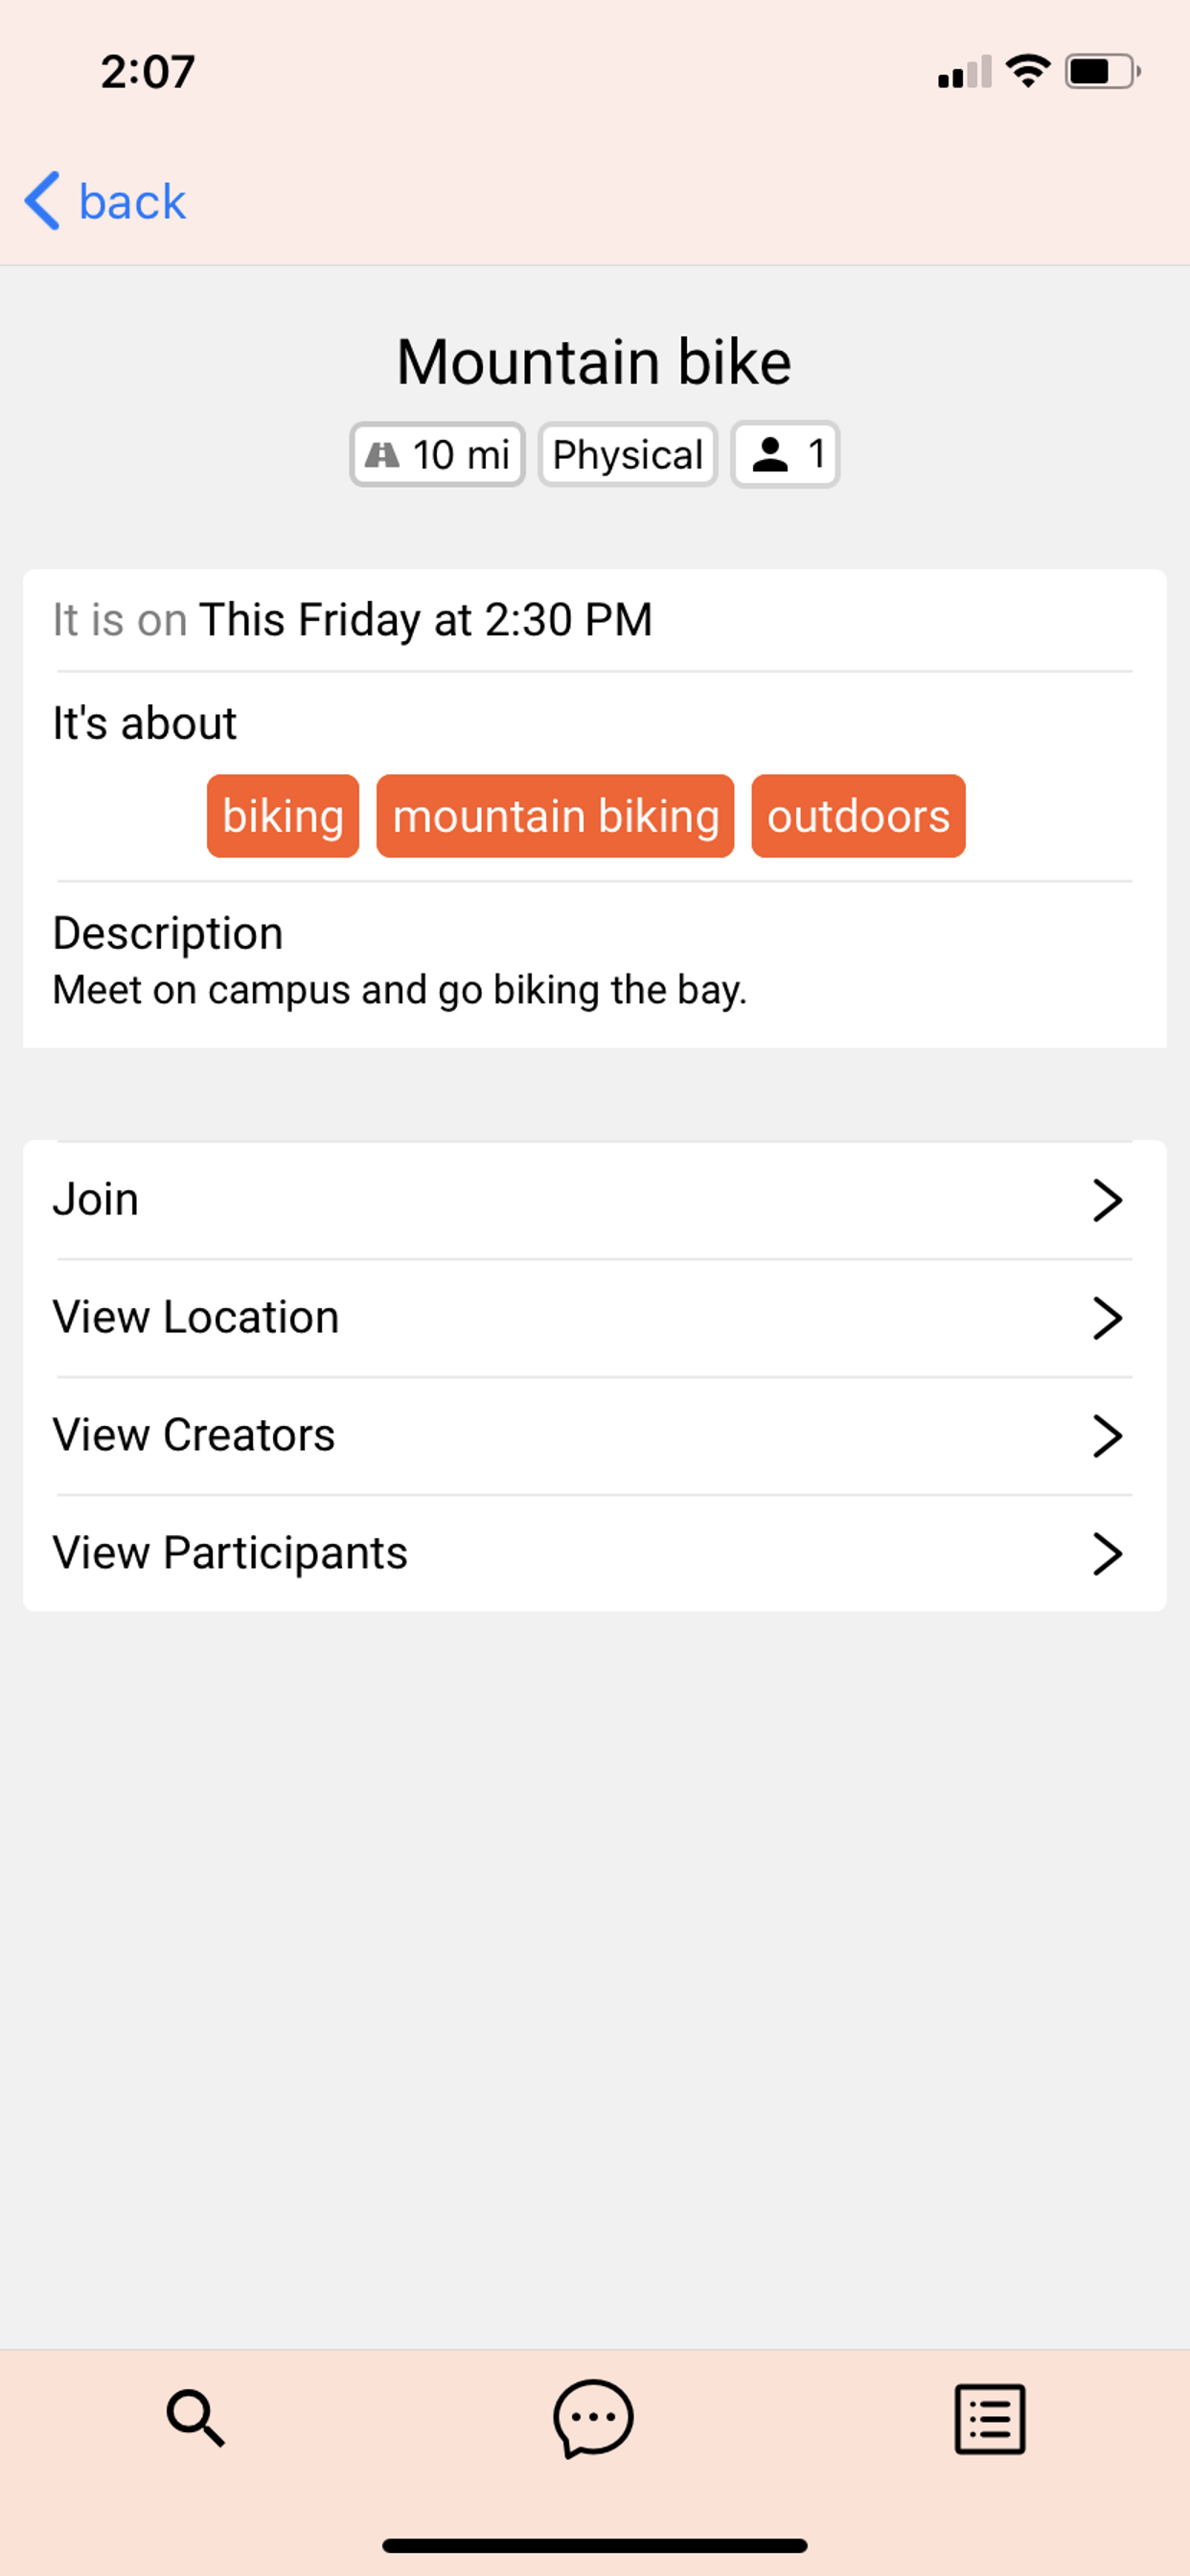 2:07
back
Mountain bike
10 mi Physical 1
It is on This Friday at 2:30 PM
It's about
biking mountain biking outdoors
Description
Meet on campus and go biking the bay.
Join
View Location
View Creators
View Participants